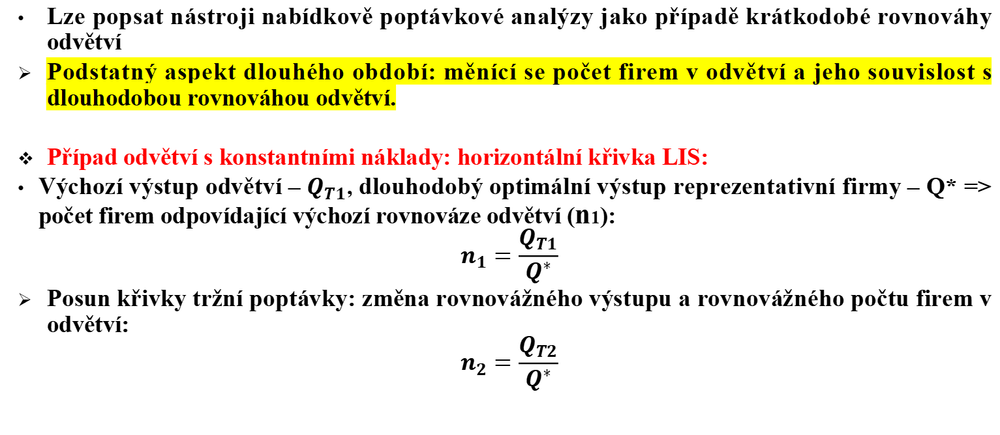 • Lze popsat nástroji nabídkově poptávkové analýzy jako případě krátkodobé rovnováhy
odvětví
➢ Podstatný aspekt dlouhého období: měnící se počet firem v odvětví a jeho souvislost s
dlouhodobou rovnováhou odvětví.
❖ Případ odvětví s konstantními náklady: horizontální křivka LIS:
• Výchozí výstup odvětví – Q_{T1}, dlouhodobý optimální výstup reprezentativní firmy – Q* =>
počet firem odpovídající výchozí rovnováze odvětví (n1):
n_1 = Q_{T1} / Q*
➢ Posun křivky tržní poptávky: změna rovnovážného výstupu a rovnovážného počtu firem v
odvětví:
n_2 = Q_{T2} / Q*